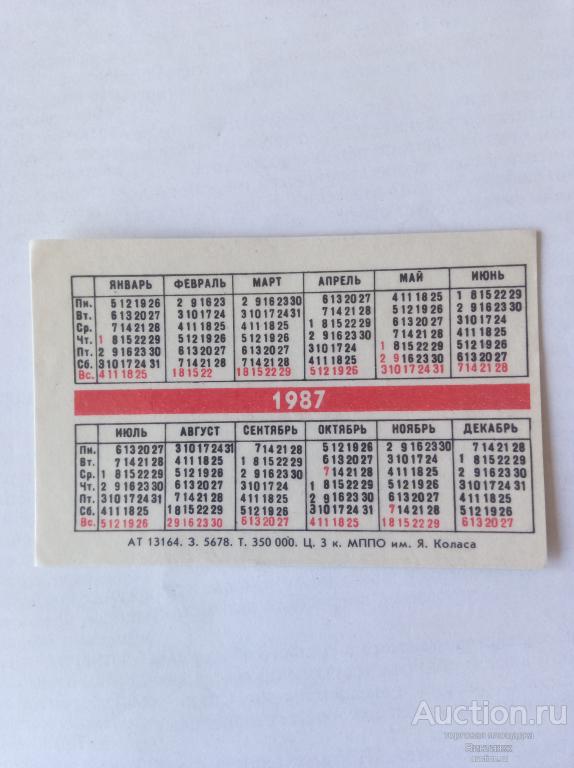 ЯНВАРЬ ФЕВРАЛЬ МАРТ АПРЕЛЬ МАЙ ИЮНЬ
Пн. 5 12 19 26 2 9 16 23 2 9 16 23 30 6 13 20 27 4 11 18 25 1 8 15 22 29
Вт. 6 13 20 27 3 10 17 24 3 10 17 24 31 7 14 21 28 5 12 19 26 2 9 16 23 30
Ср. 7 14 21 28 4 11 18 25 4 11 18 25 1 8 15 22 29 6 13 20 27 3 10 17 24
Чт. 1 8 15 22 29 5 12 19 26 5 12 19 26 2 9 16 23 30 7 14 21 28 4 11 18 25
Пт. 2 9 16 23 30 6 13 20 27 6 13 20 27 3 10 17 24 1 8 15 22 29 5 12 19 26
Сб. 3 10 17 24 31 7 14 21 28 7 14 21 28 4 11 18 25 2 9 16 23 30 6 13 20 27
Вс. 4 11 18 25 1 8 15 22 1 8 15 22 29 5 12 19 26 3 10 17 24 31 7 14 21 28
1987
ИЮЛЬ АВГУСТ СЕНТЯБРЬ ОКТЯБРЬ НОЯБРЬ ДЕКАБРЬ
Пн. 6 13 20 27 3 10 17 24 31 7 14 21 28 5 12 19 26 2 9 16 23 30 7 14 21 28
Вт. 7 14 21 28 4 11 18 25 1 8 15 22 29 6 13 20 27 3 10 17 24 1 8 15 22 29
Ср. 1 8 15 22 29 5 12 19 26 2 9 16 23 30 7 14 21 28 4 11 18 25 2 9 16 23 30
Чт. 2 9 16 23 30 6 13 20 27 3 10 17 24 1 8 15 22 29 5 12 19 26 3 10 17 24 31
Пт. 3 10 17 24 31 7 14 21 28 4 11 18 25 2 9 16 23 30 6 13 20 27 4 11 18 25
Сб. 4 11 18 25 1 8 15 22 29 5 12 19 26 3 10 17 24 31 7 14 21 28 5 12 19 26
Вс. 5 12 19 26 2 9 16 23 30 6 13 20 27 4 11 18 25 1 8 15 22 29 6 13 20 27
АТ 13164. З. 5678. Т. 350 000. Ц. 3 к. МППО им. Я. Коласа
Auction.ru
торговая площадка
auction.ru